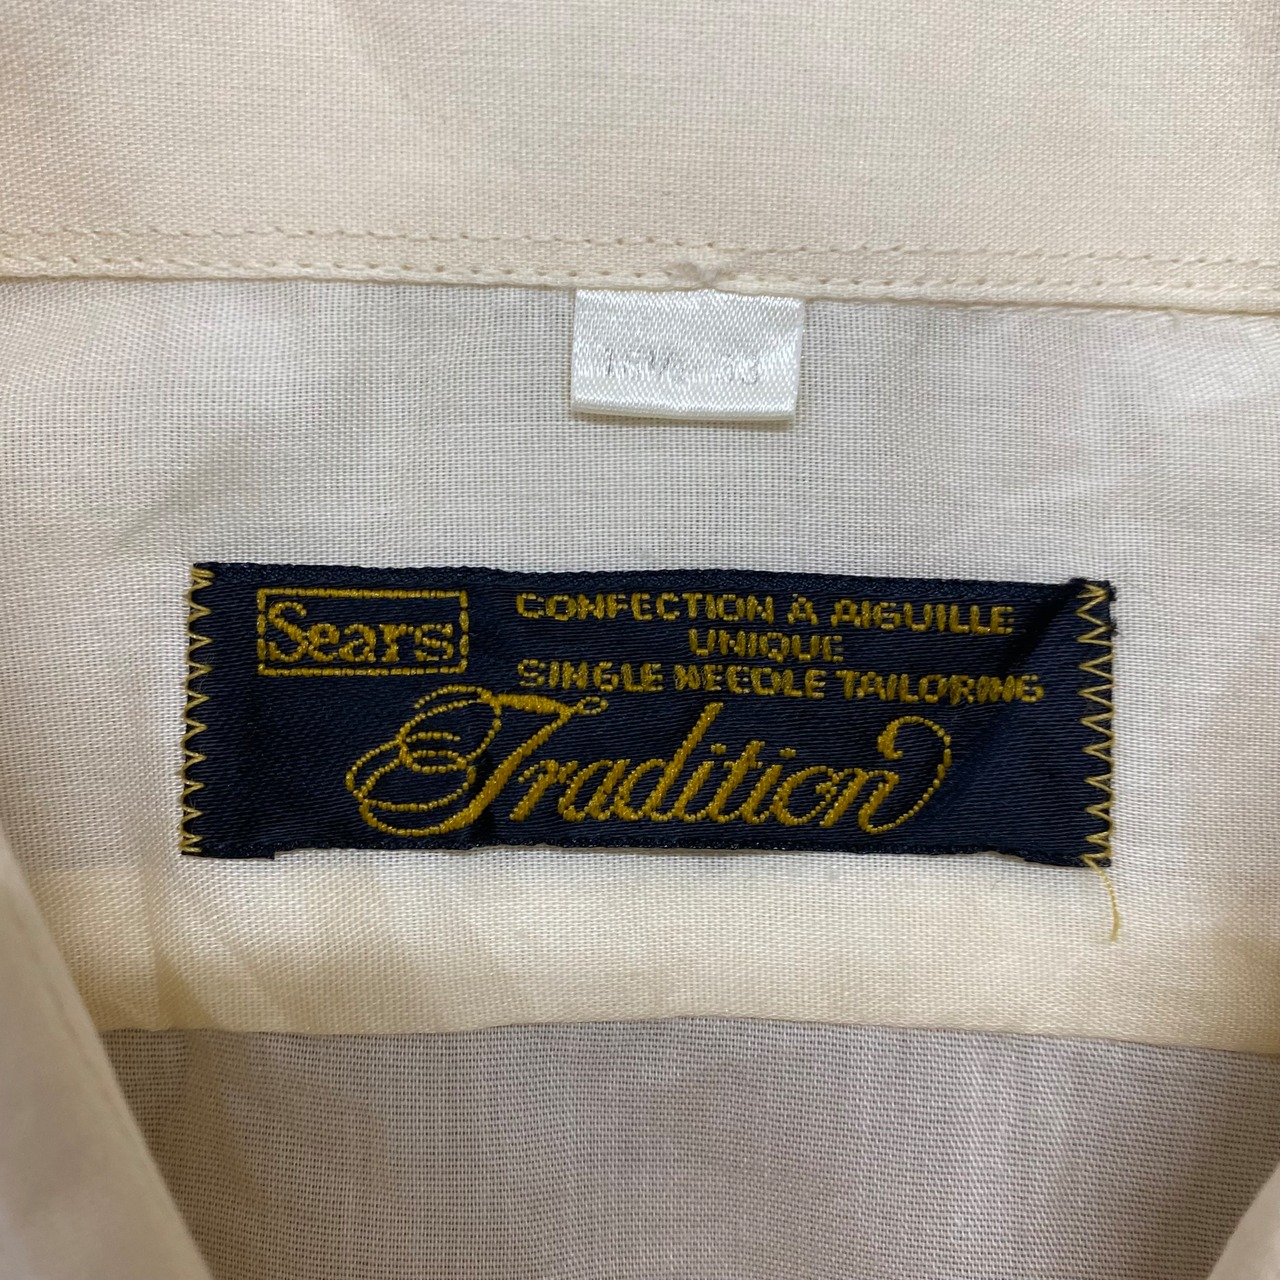 Sears
CONFECTION À AIGUILLE
UNIQUE
SINGLE NEEDLE TAILORING
Tradition